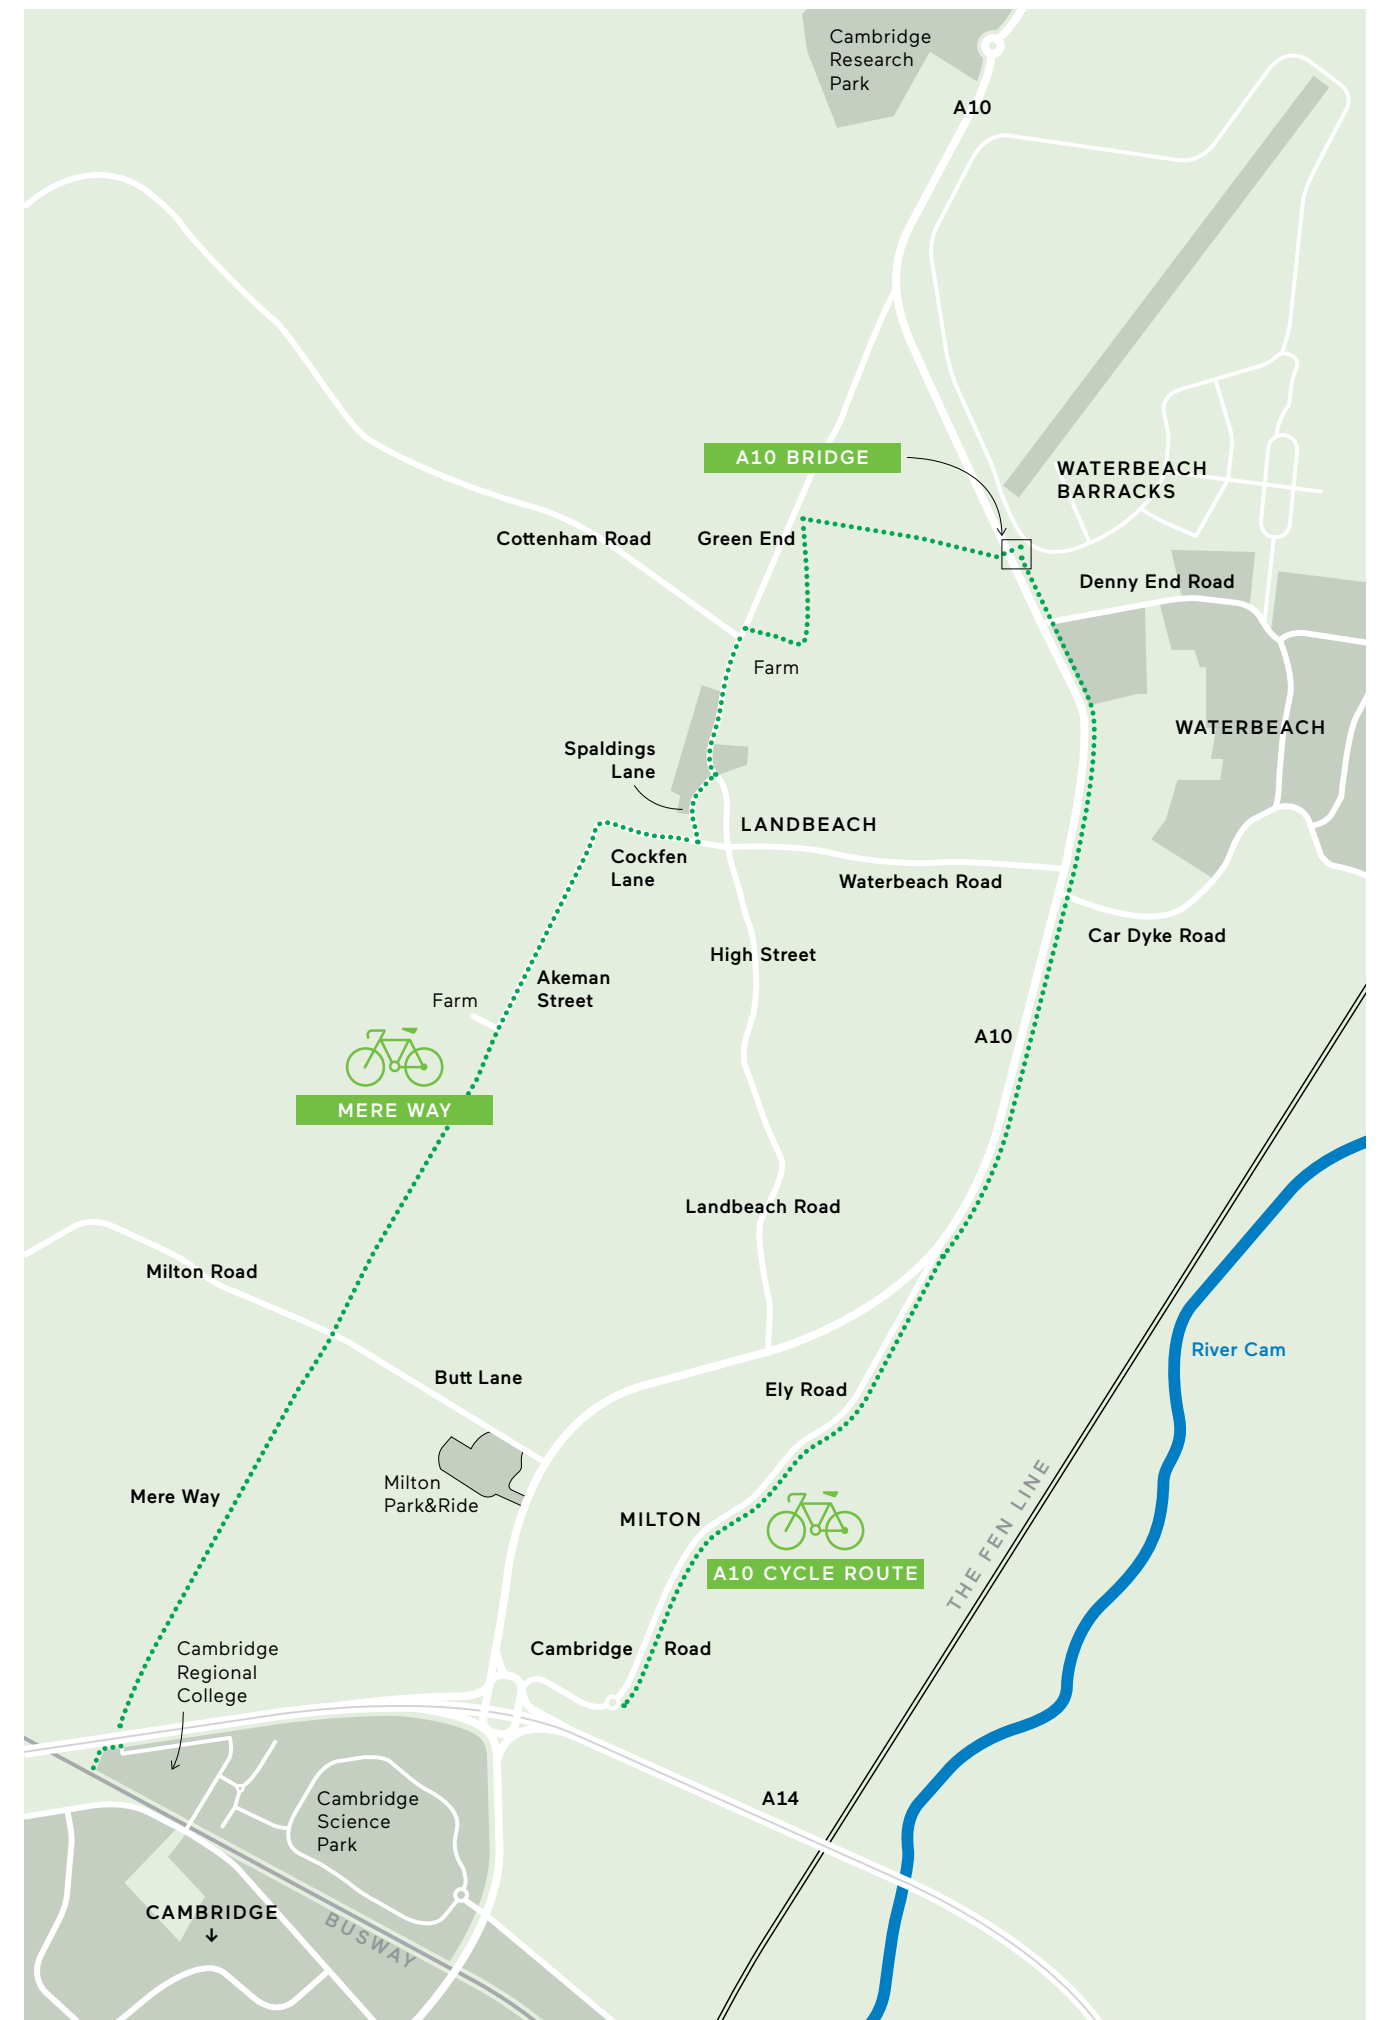 Cambridge
Research
Park
A10
A10 BRIDGE
WATERBEACH
BARRACKS
Cottenham Road
Green End
Denny End Road
Farm
WATERBEACH
Spaldings
Lane
LANDBEACH
Cockfen
Lane
Waterbeach Road
Car Dyke Road
High Street
Akeman
Street
Farm
A10
MERE WAY
Landbeach Road
Milton Road
River Cam
Butt Lane
Ely Road
Milton
Park&Ride
Mere Way
MILTON
THE FEN LINE
A10 CYCLE ROUTE
Cambridge Road
Cambridge
Regional
College
A14
Cambridge
Science
Park
CAMBRIDGE
BUSWAY